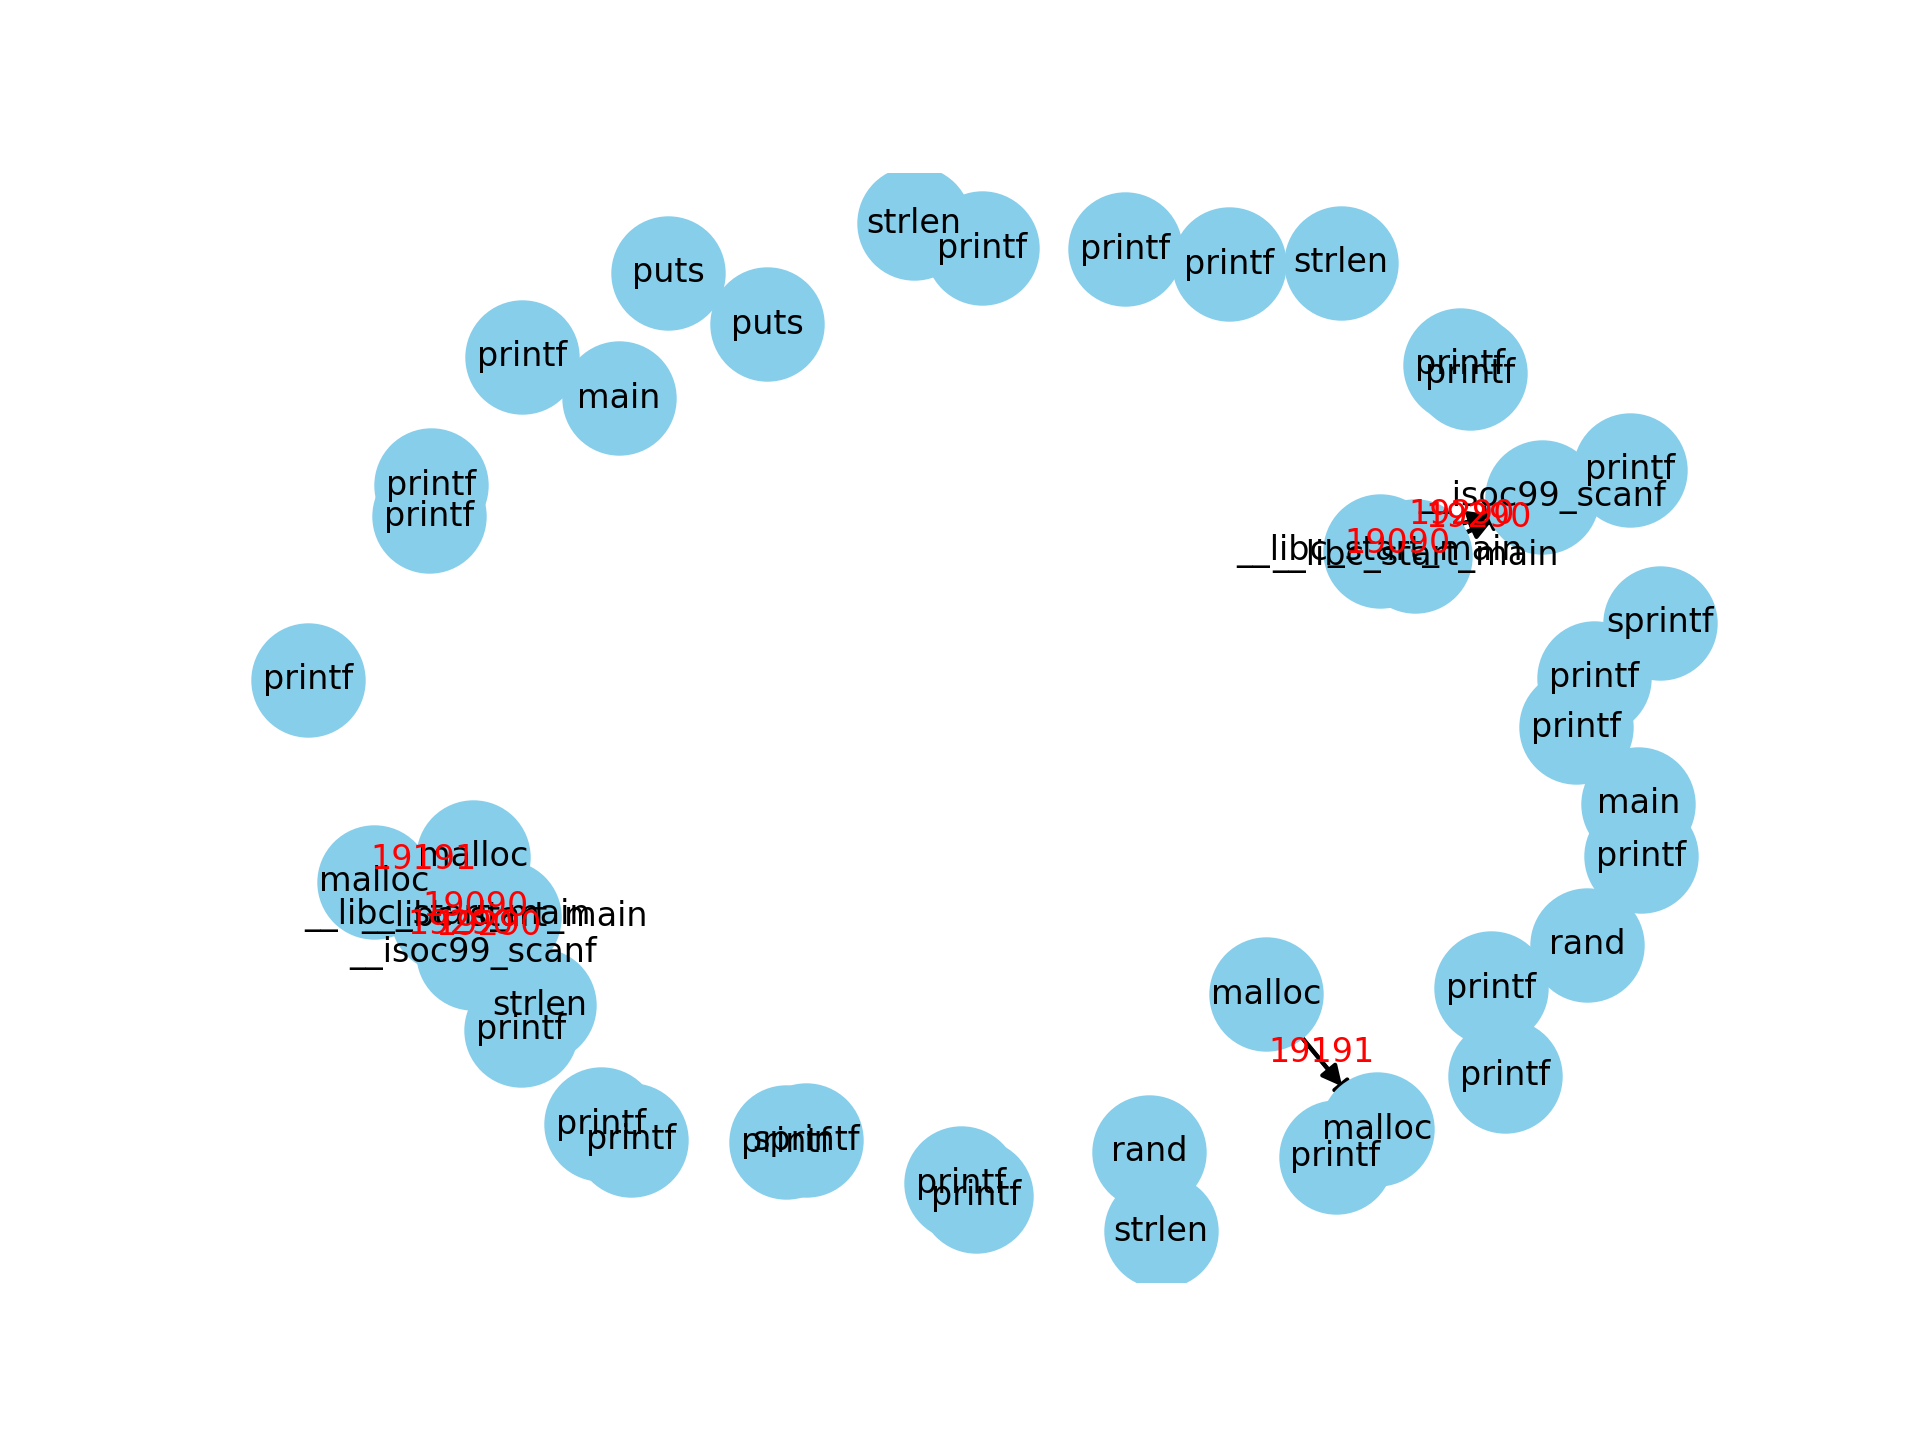 strlen
printf
printf
printf
strlen
puts
puts
printf
printf
printf
main
printf
printf
printf
__isoc99_scanf
19290
19290
19090
__libc_start_main
__libc_start_main
sprintf
printf
printf
printf
main
printf
malloc
19191
malloc
19090
__libc_start_main
__libc_start_main
19290
19290
__isoc99_scanf
strlen
printf
rand
printf
malloc
19191
printf
printf
printf
malloc
printf
printf
sprintf
rand
printf
printf
strlen